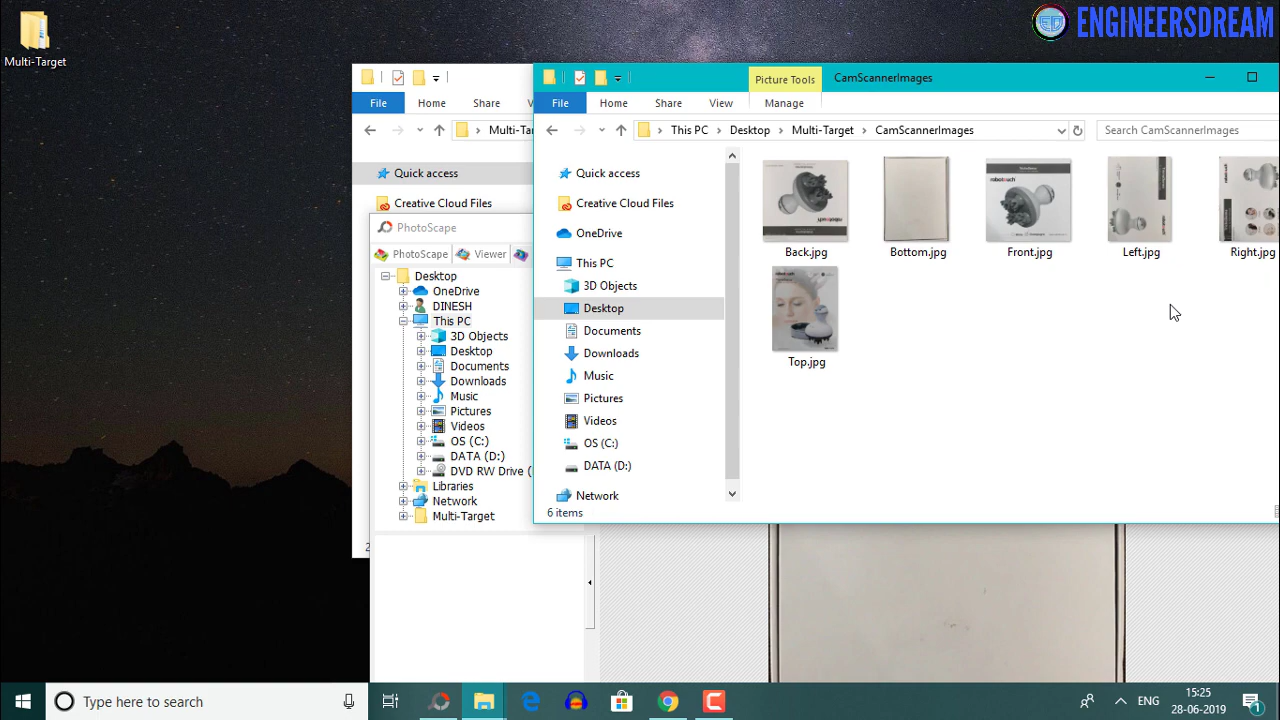 ENGINEERSDREAM
Multi-Target
Picture Tools
CamScannerImages
File
Home
Share
V
File
Home
Share
View
Manage
Multi-Tar
This PC
Desktop
Multi-Target
CamScannerImages
Search CamScannerImages
Quick access
Creative Cloud Files
PhotoScape
PhotoScape
Viewer
Desktop
OneDrive
DINESH
This PC
3D Objects
Desktop
Documents
Downloads
Music
Pictures
Videos
OS (C:)
DATA (D:)
DVD RW Drive (
Libraries
Network
Multi-Target
2
Quick access
Creative Cloud Files
OneDrive
This PC
3D Objects
Desktop
Documents
Downloads
Music
Pictures
Videos
OS (C:)
DATA (D:)
Network
6 items
robotouch
Back.jpg
Bottom.jpg
Front.jpg
Left.jpg
Right.jpg
Top.jpg
Type here to search
ENG
15:25
28-06-2019
1